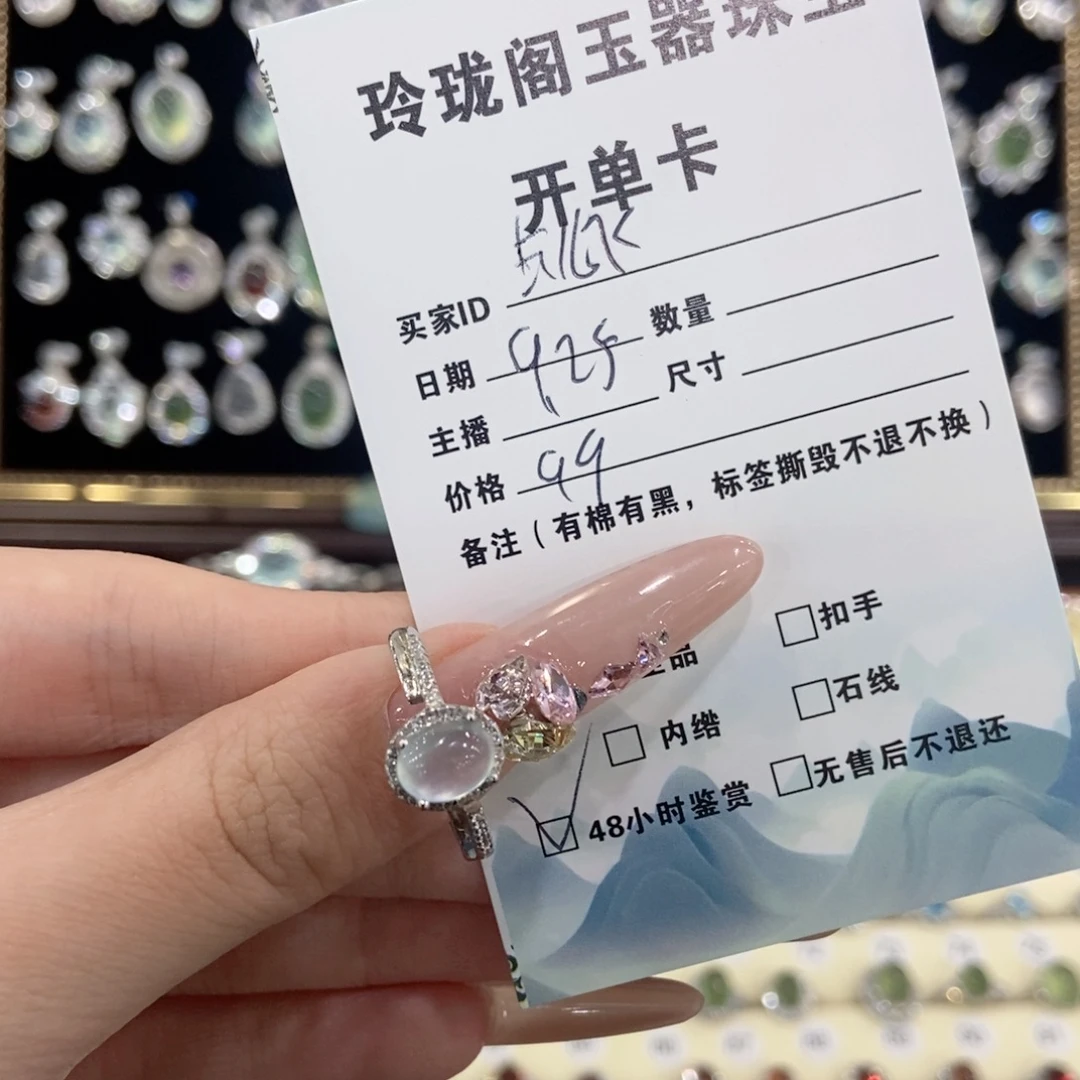 玲珑阁玉器珠宝
开单卡
买家ID
日期 9.25 数量
主播 尺寸
价格 99
备注（有棉有黑，标签撕毁不退不换）
品 扣手
内绺 石线
48小时鉴赏 无售后不退还